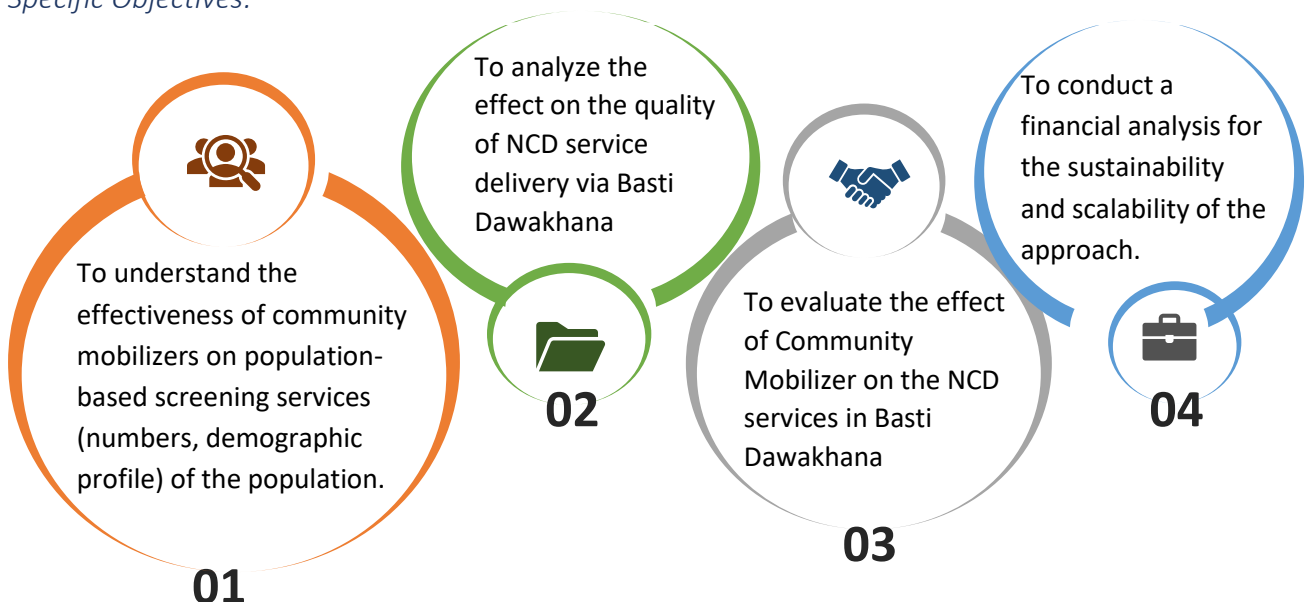 Specific Objectives:
To understand the
effectiveness of community
mobilizers on population-
based screening services
(numbers, demographic
profile) of the population.
01
To analyze the
effect on the quality
of NCD service
delivery via Basti
Dawakhana
02
To evaluate the effect
of Community
Mobilizer on the NCD
services in Basti
Dawakhana
03
To conduct a
financial analysis for
the sustainability
and scalability of the
approach.
04